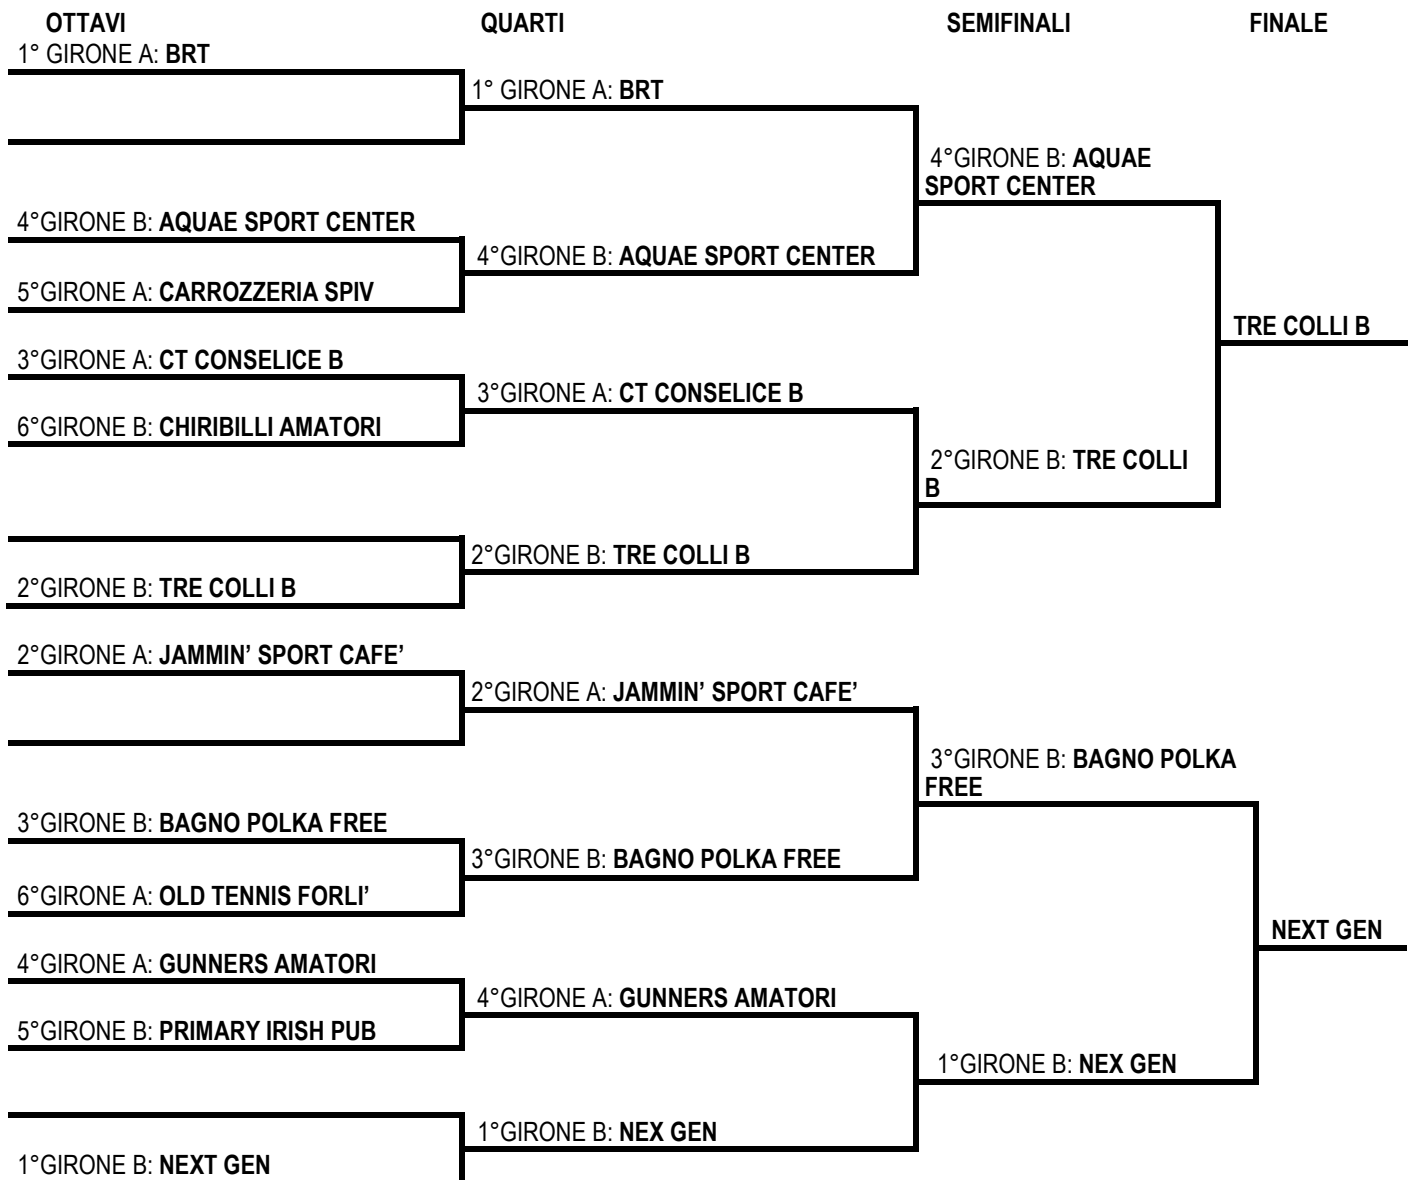 OTTAVI QUARTI SEMIFINALI FINALE
1° GIRONE A: BRT
1° GIRONE A: BRT
4°GIRONE B: AQUAE
SPORT CENTER
4°GIRONE B: AQUAE SPORT CENTER
4°GIRONE B: AQUAE SPORT CENTER
5°GIRONE A: CARROZZERIA SPIV
TRE COLLI B
3°GIRONE A: CT CONSELICE B
3°GIRONE A: CT CONSELICE B
6°GIRONE B: CHIRIBILLI AMATORI
2°GIRONE B: TRE COLLI
B
2°GIRONE B: TRE COLLI B
2°GIRONE B: TRE COLLI B
2°GIRONE A: JAMMIN’ SPORT CAFE’
2°GIRONE A: JAMMIN’ SPORT CAFE’
3°GIRONE B: BAGNO POLKA
FREE
3°GIRONE B: BAGNO POLKA FREE
3°GIRONE B: BAGNO POLKA FREE
6°GIRONE A: OLD TENNIS FORLI’
NEXT GEN
4°GIRONE A: GUNNERS AMATORI
4°GIRONE A: GUNNERS AMATORI
5°GIRONE B: PRIMARY IRISH PUB
1°GIRONE B: NEX GEN
1°GIRONE B: NEX GEN
1°GIRONE B: NEXT GEN